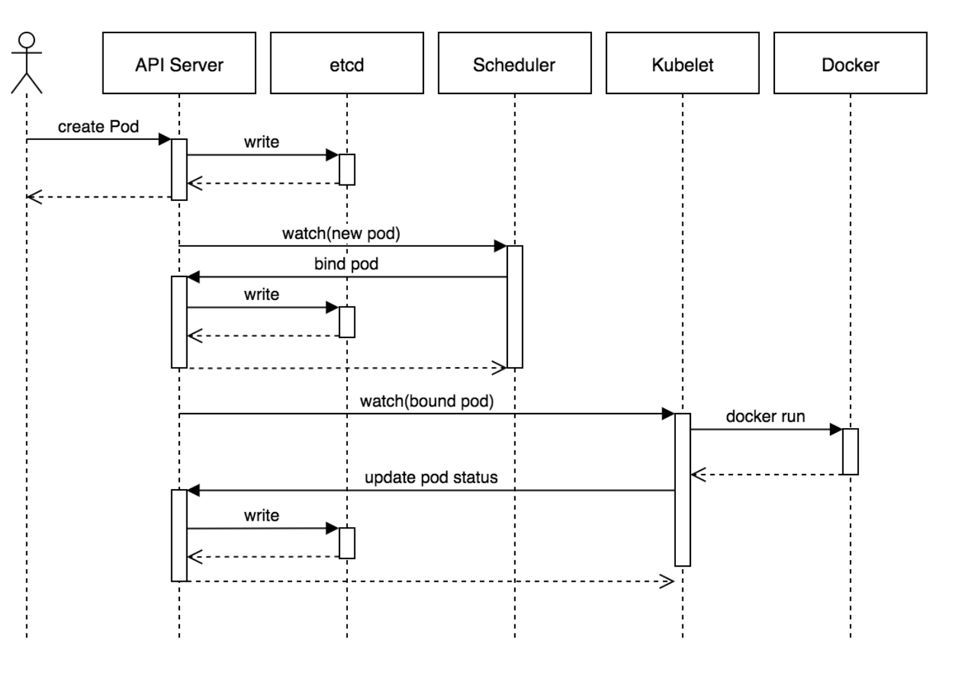 API Server
etcd
Scheduler
Kubelet
Docker
create Pod
write
watch(new pod)
bind pod
write
watch(bound pod)
docker run
update pod status
write